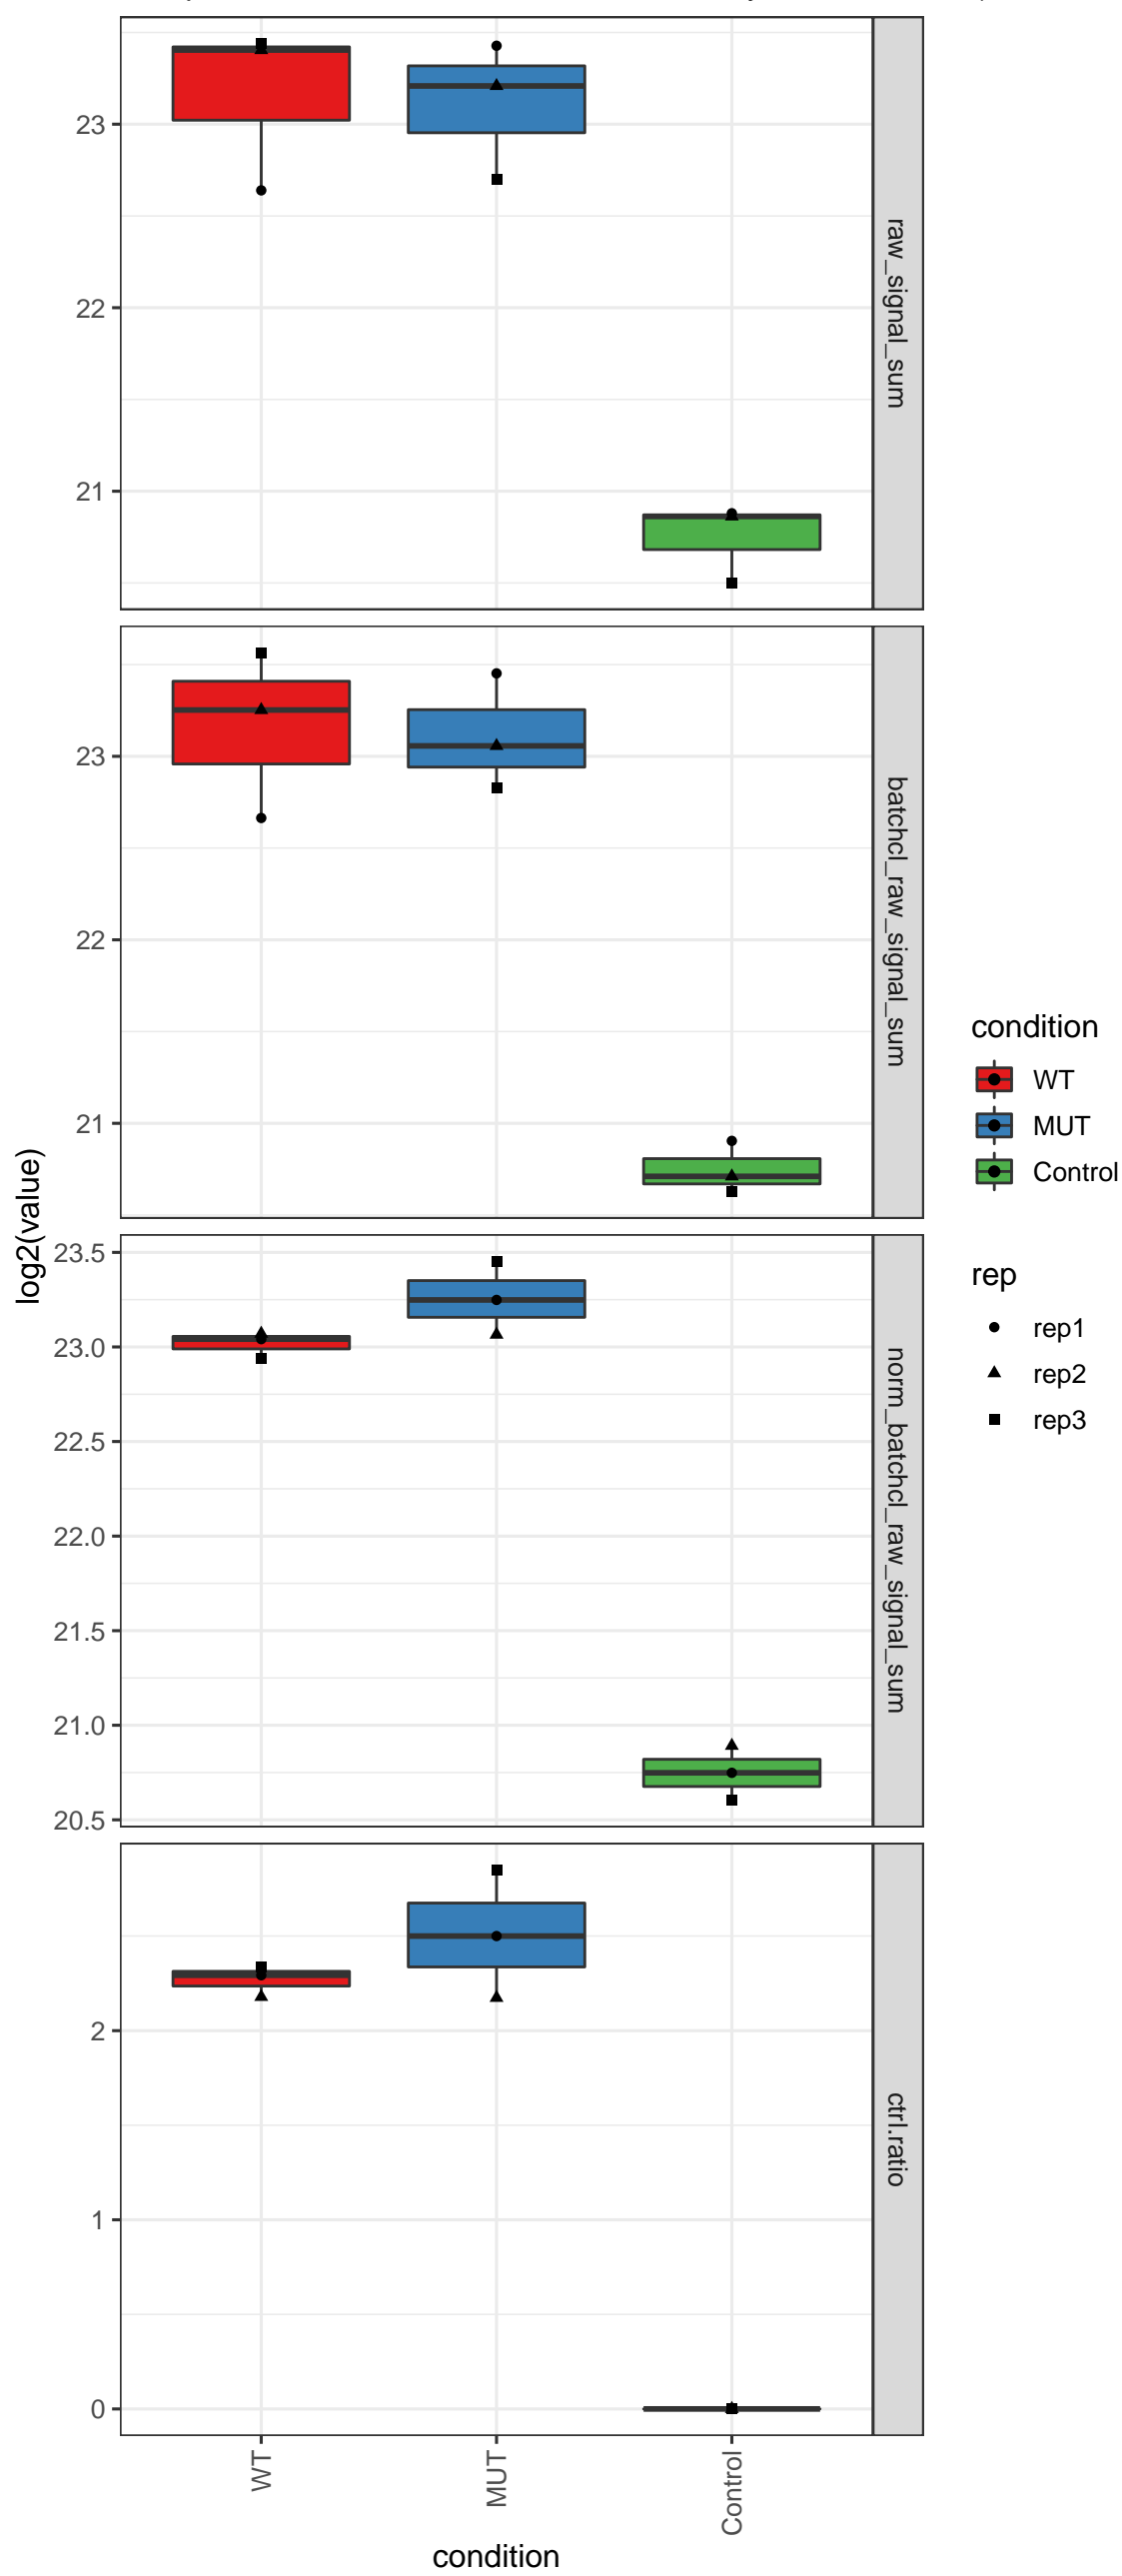 23
22
21
raw_signal_sum
23
22
21
batchcl_raw_signal_sum
23.5
23.0
22.5
22.0
21.5
21.0
20.5
norm_batchcl_raw_signal_sum
2
1
0
ctrl.ratio
log2(value)
WT
MUT
Control
condition
condition
WT
MUT
Control
rep
rep1
rep2
rep3